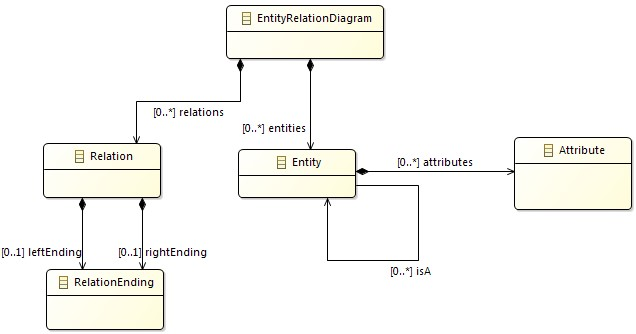 EntityRelationDiagram
[0..*] relations
[0..*] entities
Relation
Entity
[0..*] attributes
Attribute
[0..1] leftEnding
[0..1] rightEnding
[0..*] isA
RelationEnding